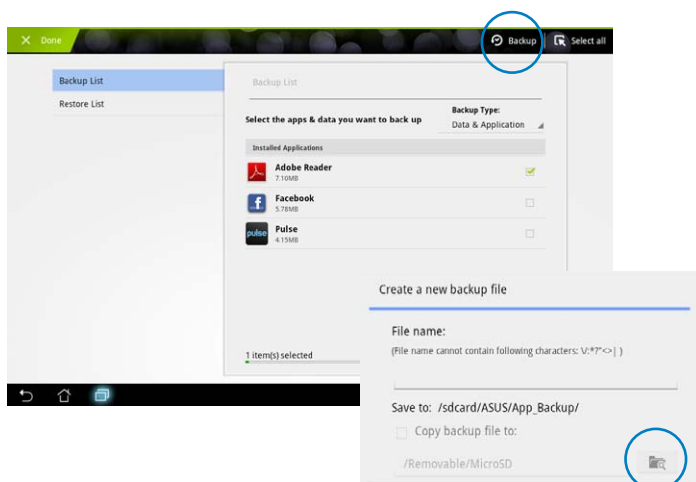 Done
Backup
Select all
Backup List
Restore List
Backup List
Select the apps & data you want to back up
Backup Type:
Data & Application
Installed Applications
Adobe Reader
7.10MB
Facebook
5.78MB
pulse
Pulse
4.15MB
1 item(s) selected
Create a new backup file
File name:
(File name cannot contain following characters: \/:*?"<>| )
Save to: /sdcard/ASUS/App_Backup/
Copy backup file to:
/Removable/MicroSD